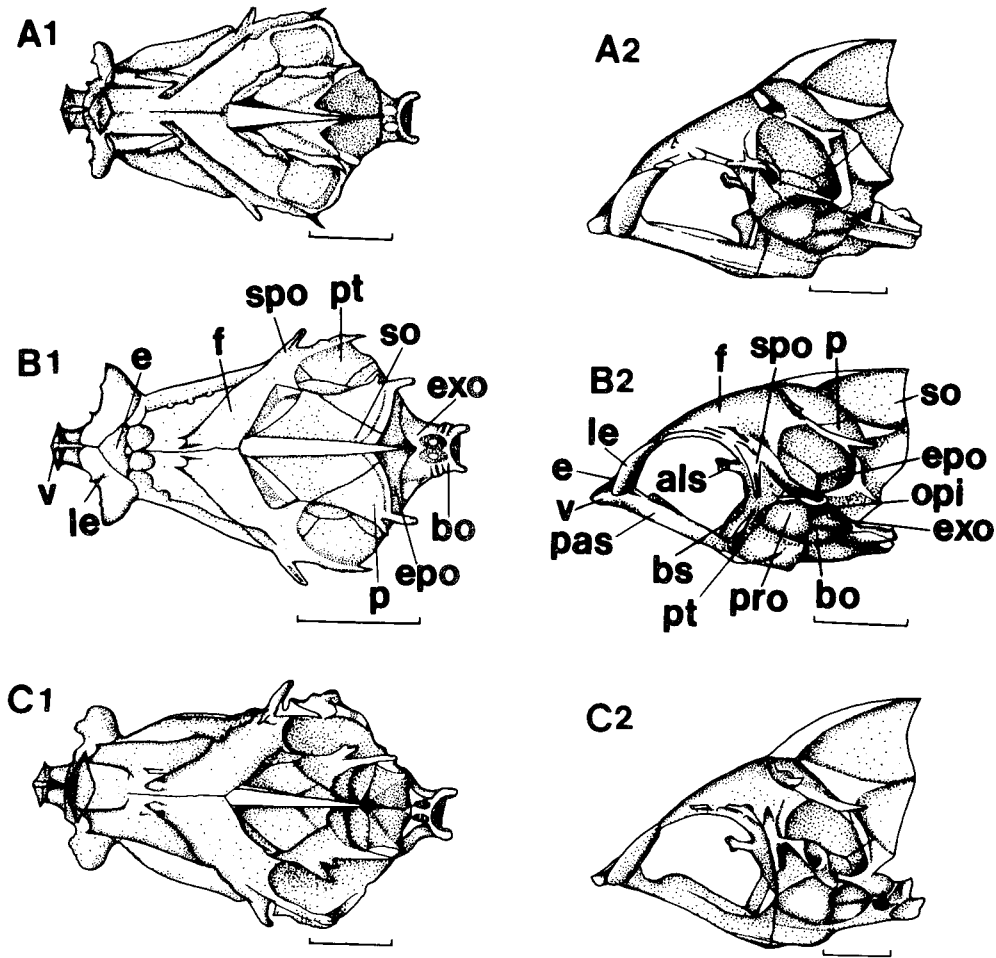 A1
A2
B1
e
f
spo
pt
so
exo
v
le
p
epo
bo
B2
f
spo
p
so
le
e
v
pas
als
epo
opi
exo
bs
pt
pro
bo
C1
C2